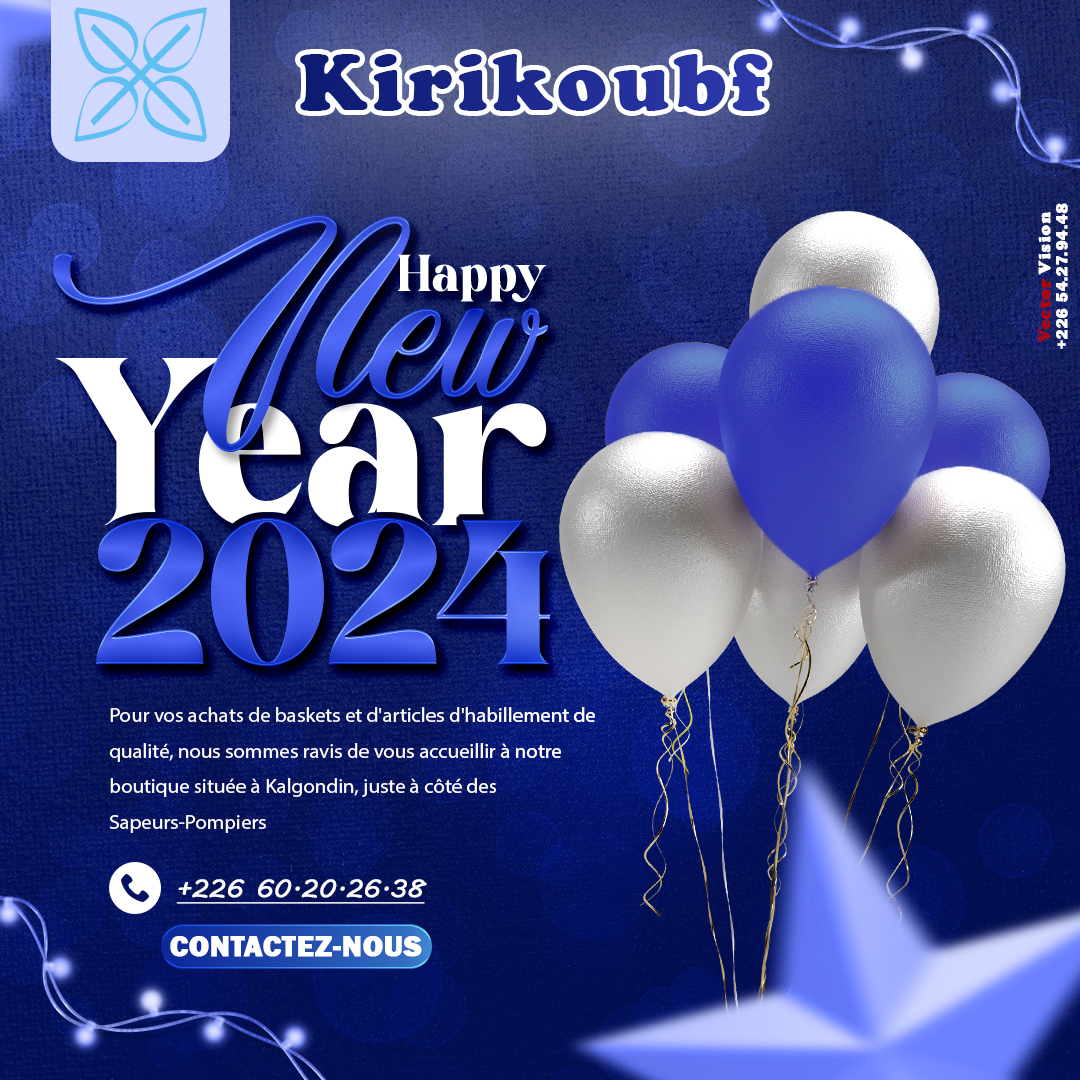 Kirikoubf
Vector Vision
+226 54.27.94.48
Happy
New
Year
2024
Pour vos achats de baskets et d'articles d'habillement de
qualité, nous sommes ravis de vous accueillir à notre
boutique située à Kalgondin, juste à côté des
Sapeurs-Pompiers
+226 60·20·26·38
CONTACTEZ-NOUS